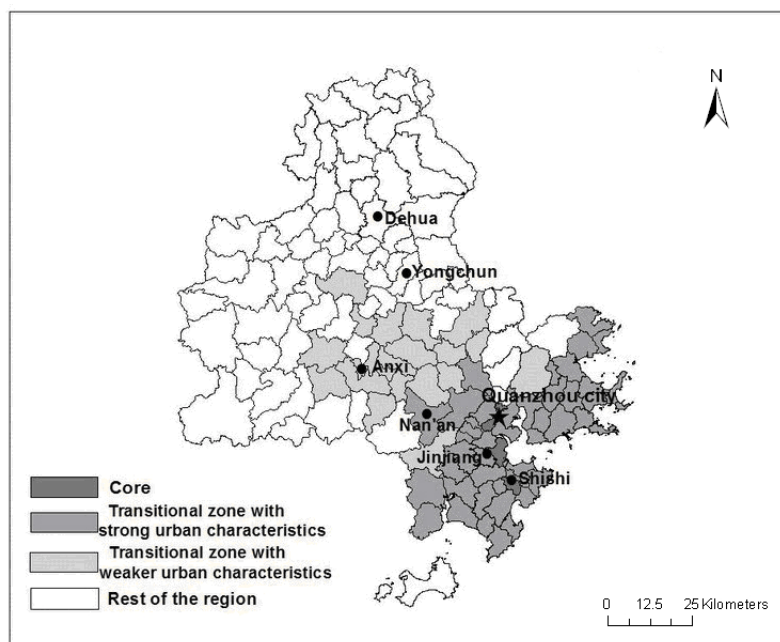 N
Dehua
Yongchun
Anxi
Quanzhou city
Nan'an
Jinjiang
Shishi
Core
Transitional zone with
strong urban characteristics
Transitional zone with
weaker urban characteristics
Rest of the region
0 12.5 25 Kilometers